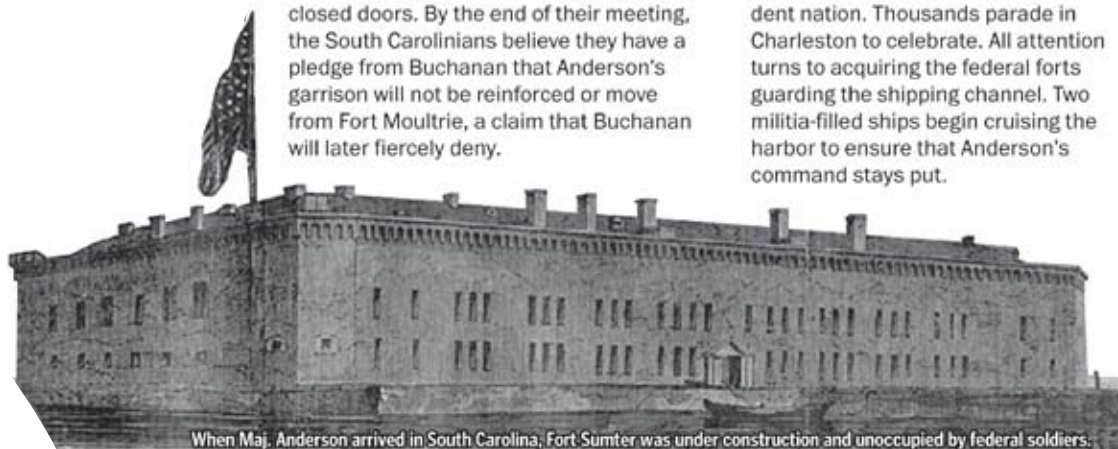 closed doors. By the end of their meeting,
the South Carolinians believe they have a
pledge from Buchanan that Anderson's
garrison will not be reinforced or move
from Fort Moultrie, a claim that Buchanan
will later fiercely deny.
dent nation. Thousands parade in
Charleston to celebrate. All attention
turns to acquiring the federal forts
guarding the shipping channel. Two
militia-filled ships begin cruising the
harbor to ensure that Anderson's
command stays put.
When Maj. Anderson arrived in South Carolina, Fort Sumter was under construction and unoccupied by federal soldiers.